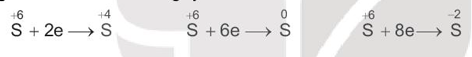 +6 +4 +6 0 +6 −2
S + 2e ⟶ S S + 6e ⟶ S S + 8e ⟶ S